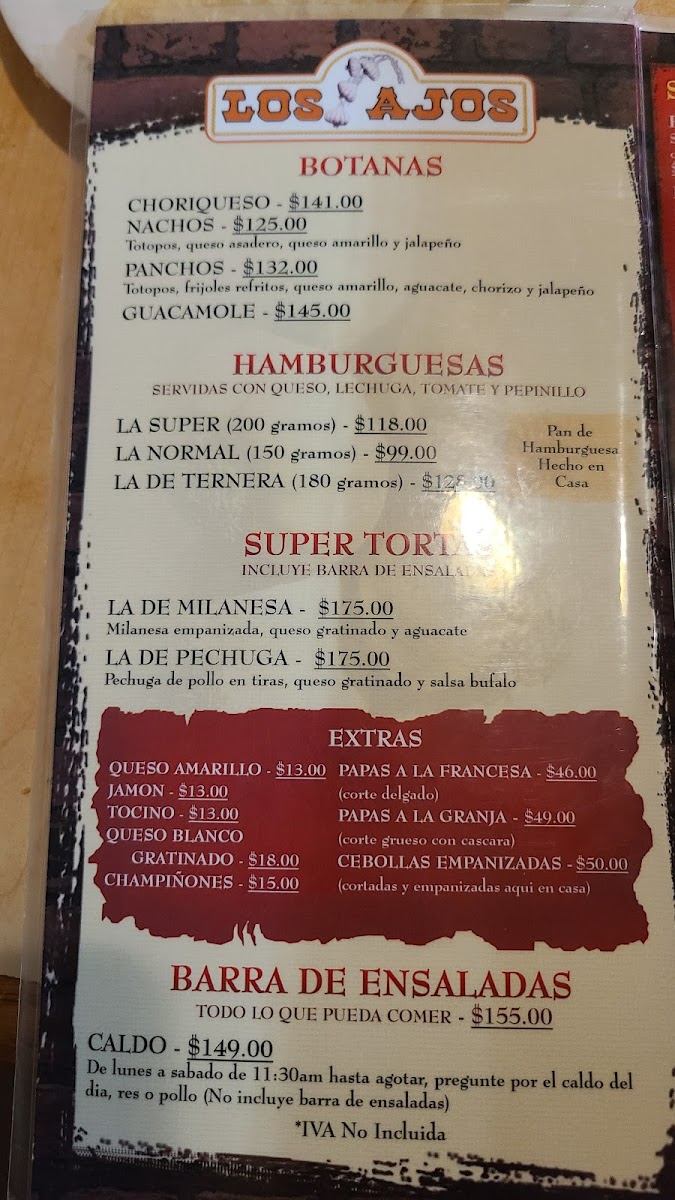 LOS AJOS
BOTANAS
CHORIQUESO - $141.00
NACHOS - $125.00
Totopos, queso asadero, queso amarillo y jalapeño
PANCHOS - $132.00
Totopos, frijoles refritos, queso amarillo, aguacate, chorizo y jalapeño
GUACAMOLE - $145.00
HAMBURGUESAS
SERVIDAS CON QUESO, LECHUGA, TOMATE Y PEPINILLO
LA SUPER (200 gramos) - $118.00
LA NORMAL (150 gramos) - $99.00
LA DE TERNERA (180 gramos) - $128.00
Pan de
Hamburguesa
Hecho en
Casa
SUPER TORTAS
INCLUYE BARRA DE ENSALADAS
LA DE MILANESA - $175.00
Milanesa empanizada, queso gratinado y aguacate
LA DE PECHUGA - $175.00
Pechuga de pollo en tiras, queso gratinado y salsa bufalo
EXTRAS
QUESO AMARILLO - $13.00
JAMON - $13.00
TOCINO - $13.00
QUESO BLANCO
GRATINADO - $18.00
CHAMPIÑONES - $15.00
PAPAS A LA FRANCESA - $46.00
(corte delgado)
PAPAS A LA GRANJA - $49.00
(corte grueso con cascara)
CEBOLLAS EMPANIZADAS - $50.00
(cortadas y empanizadas aqui en casa)
BARRA DE ENSALADAS
TODO LO QUE PUEDA COMER - $155.00
CALDO - $149.00
De lunes a sabado de 11:30am hasta agotar, pregunte por el caldo del
dia, res o pollo (No incluye barra de ensaladas)
*IVA No Incluida